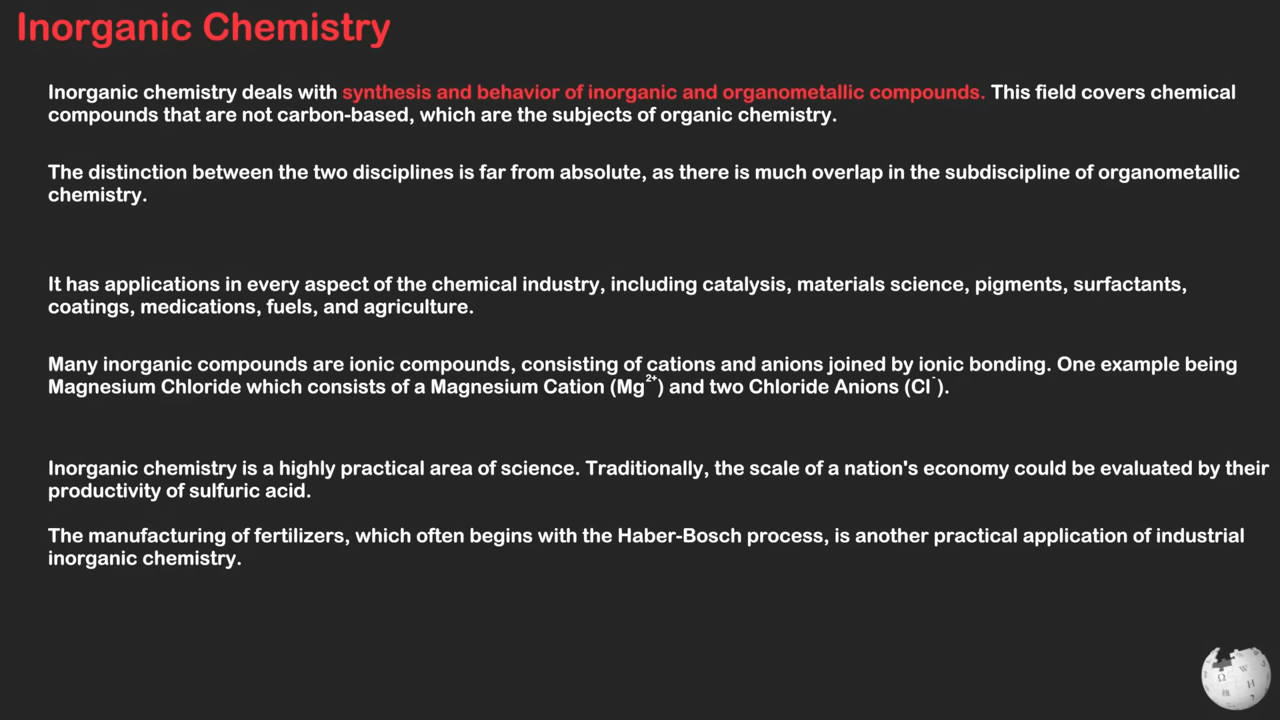 Inorganic Chemistry
Inorganic chemistry deals with synthesis and behavior of inorganic and organometallic compounds. This field covers chemical
compounds that are not carbon-based, which are the subjects of organic chemistry.
The distinction between the two disciplines is far from absolute, as there is much overlap in the subdiscipline of organometallic
chemistry.
It has applications in every aspect of the chemical industry, including catalysis, materials science, pigments, surfactants,
coatings, medications, fuels, and agriculture.
Many inorganic compounds are ionic compounds, consisting of cations and anions joined by ionic bonding. One example being
Magnesium Chloride which consists of a Magnesium Cation (Mg²⁺) and two Chloride Anions (Cl⁻).
Inorganic chemistry is a highly practical area of science. Traditionally, the scale of a nation's economy could be evaluated by their
productivity of sulfuric acid.
The manufacturing of fertilizers, which often begins with the Haber-Bosch process, is another practical application of industrial
inorganic chemistry.